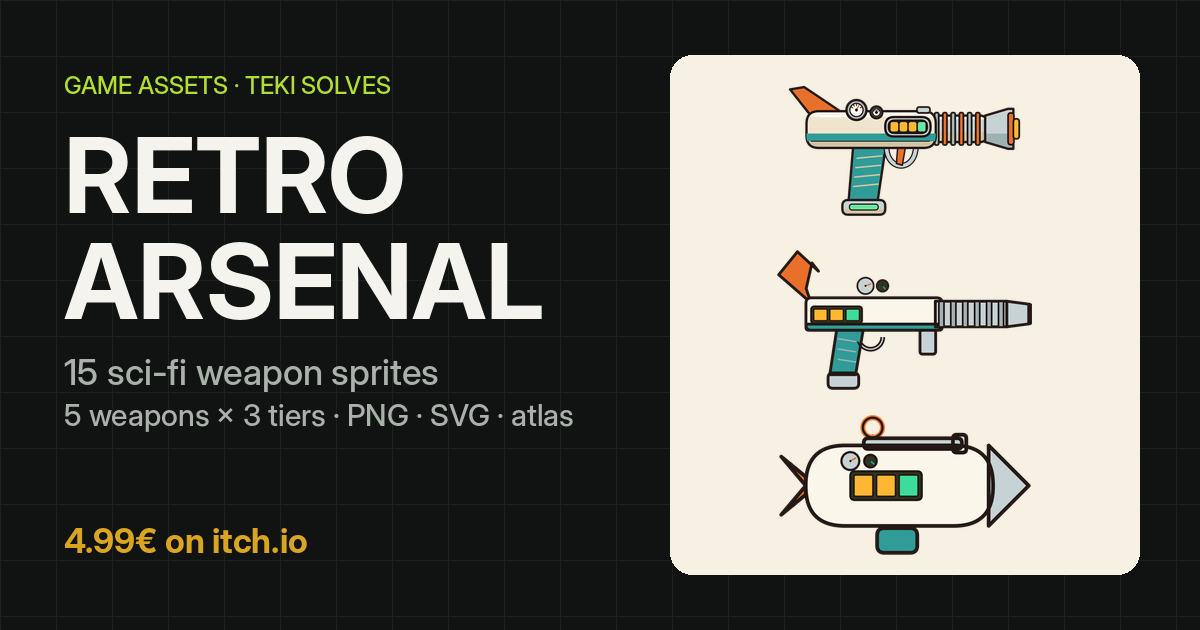 GAME ASSETS · TEKI SOLVES
RETRO
ARSENAL
15 sci-fi weapon sprites
5 weapons × 3 tiers · PNG · SVG · atlas
4.99€ on itch.io